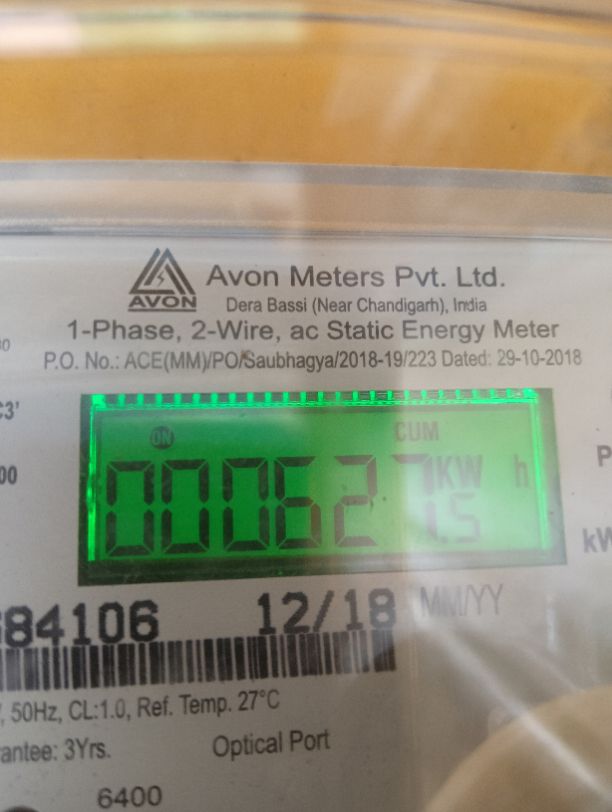 AVON
Avon Meters Pvt. Ltd.
Dera Bassi (Near Chandigarh), India
1-Phase, 2-Wire, ac Static Energy Meter
P.O. No.: ACE(MM)/PO/Saubhagya/2018-19/223 Dated: 29-10-2018
ON CUM
000627.5 KW h
84106 12/18 MM/YY
, 50Hz, CL:1.0, Ref. Temp. 27°C
3Yrs. Optical Port
6400